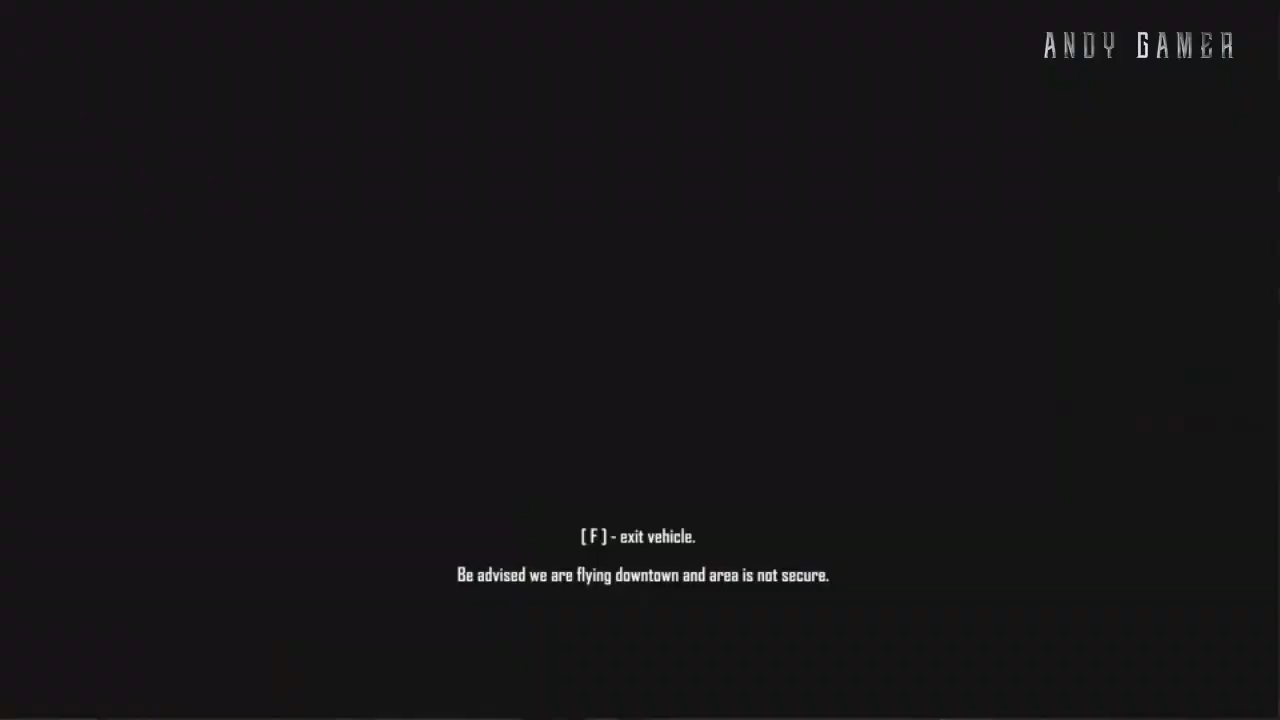 ANDY GAMER
[ F ] - exit vehicle.
Be advised we are flying downtown and area is not secure.